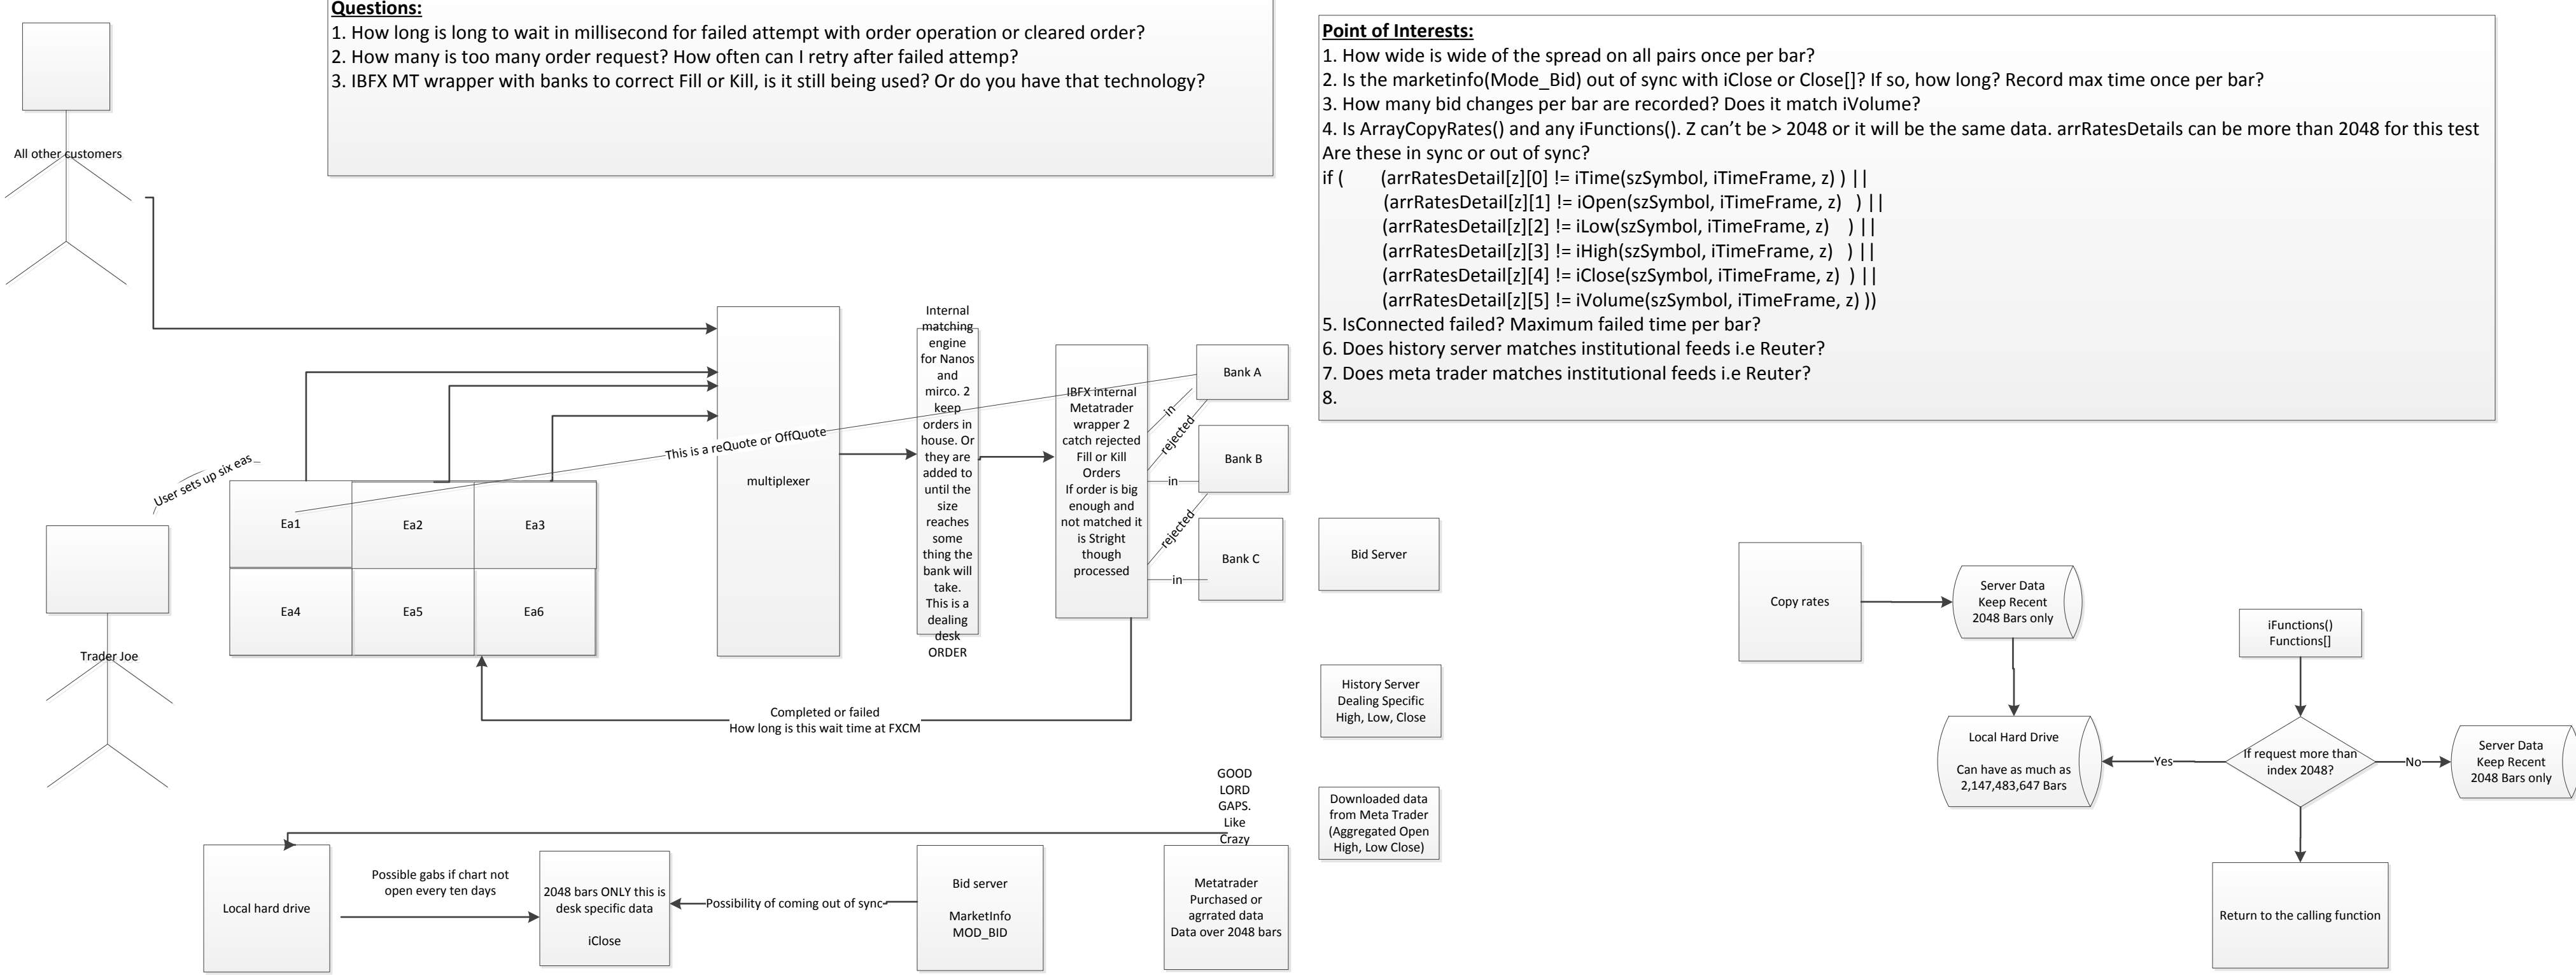 Questions:
1. How long is long to wait in millisecond for failed attempt with order operation or cleared order?
2. How many is too many order request? How often can I retry after failed attemp?
3. IBFX MT wrapper with banks to correct Fill or Kill, is it still being used? Or do you have that technology?
Point of Interests:
1. How wide is wide of the spread on all pairs once per bar?
2. Is the marketinfo(Mode_Bid) out of sync with iClose or Close[]? If so, how long? Record max time once per bar?
3. How many bid changes per bar are recorded? Does it match iVolume?
4. Is ArrayCopyRates() and any iFunctions(). Z can’t be > 2048 or it will be the same data. arrRatesDetails can be more than 2048 for this test
Are these in sync or out of sync?
if ( (arrRatesDetail[z][0] != iTime(szSymbol, iTimeFrame, z) ) ||
(arrRatesDetail[z][1] != iOpen(szSymbol, iTimeFrame, z) ) ||
(arrRatesDetail[z][2] != iLow(szSymbol, iTimeFrame, z) ) ||
(arrRatesDetail[z][3] != iHigh(szSymbol, iTimeFrame, z) ) ||
(arrRatesDetail[z][4] != iClose(szSymbol, iTimeFrame, z) ) ||
(arrRatesDetail[z][5] != iVolume(szSymbol, iTimeFrame, z) ))
5. IsConnected failed? Maximum failed time per bar?
6. Does history server matches institutional feeds i.e Reuter?
7. Does meta trader matches institutional feeds i.e Reuter?
8.
All other customers
User sets up six eas
Trader Joe
Ea1
Ea2
Ea3
Ea4
Ea5
Ea6
This is a reQuote or OffQuote
multiplexer
Internal
matching
engine
for Nanos
and
mirco. 2
keep
orders in
house. Or
they are
added to
until the
size
reaches
some
thing the
bank will
take.
This is a
dealing
desk
ORDER
IBFX internal
Metatrader
wrapper 2
catch rejected
Fill or Kill
Orders
If order is big
enough and
not matched it
is Stright
though
processed
in
rejected
in
rejected
in
Bank A
Bank B
Bank C
Completed or failed
How long is this wait time at FXCM
Bid Server
History Server
Dealing Specific
High, Low, Close
Downloaded data
from Meta Trader
(Aggregated Open
High, Low Close)
GOOD
LORD
GAPS.
Like
Crazy
Local hard drive
Possible gabs if chart not
open every ten days
2048 bars ONLY this is
desk specific data
iClose
Possibility of coming out of sync
Bid server
MarketInfo
MOD_BID
Metatrader
Purchased or
agrrated data
Data over 2048 bars
Copy rates
Server Data
Keep Recent
2048 Bars only
Local Hard Drive
Can have as much as
2,147,483,647 Bars
iFunctions()
Functions[]
If request more than
index 2048?
Yes
No
Server Data
Keep Recent
2048 Bars only
Return to the calling function